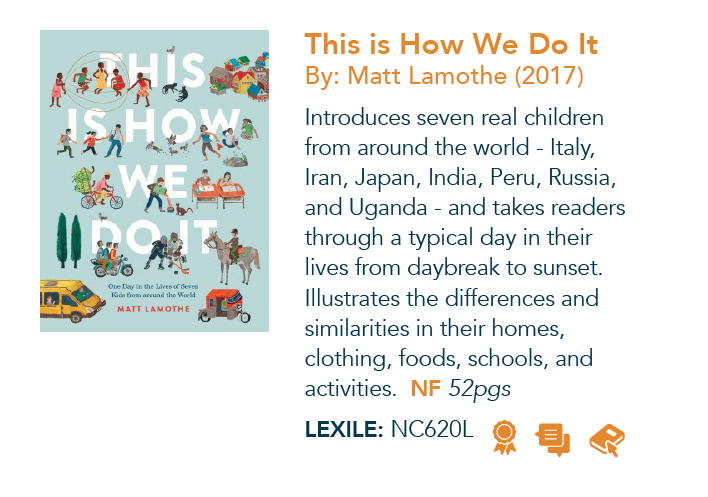 THIS
IS HOW
WE
DO IT
One Day in the Lives of Seven
Kids from around the World
MATT LAMOTHE
This is How We Do It
By: Matt Lamothe (2017)
Introduces seven real children
from around the world - Italy,
Iran, Japan, India, Peru, Russia,
and Uganda - and takes readers
through a typical day in their
lives from daybreak to sunset.
Illustrates the differences and
similarities in their homes,
clothing, foods, schools, and
activities. NF 52pgs
LEXILE: NC620L